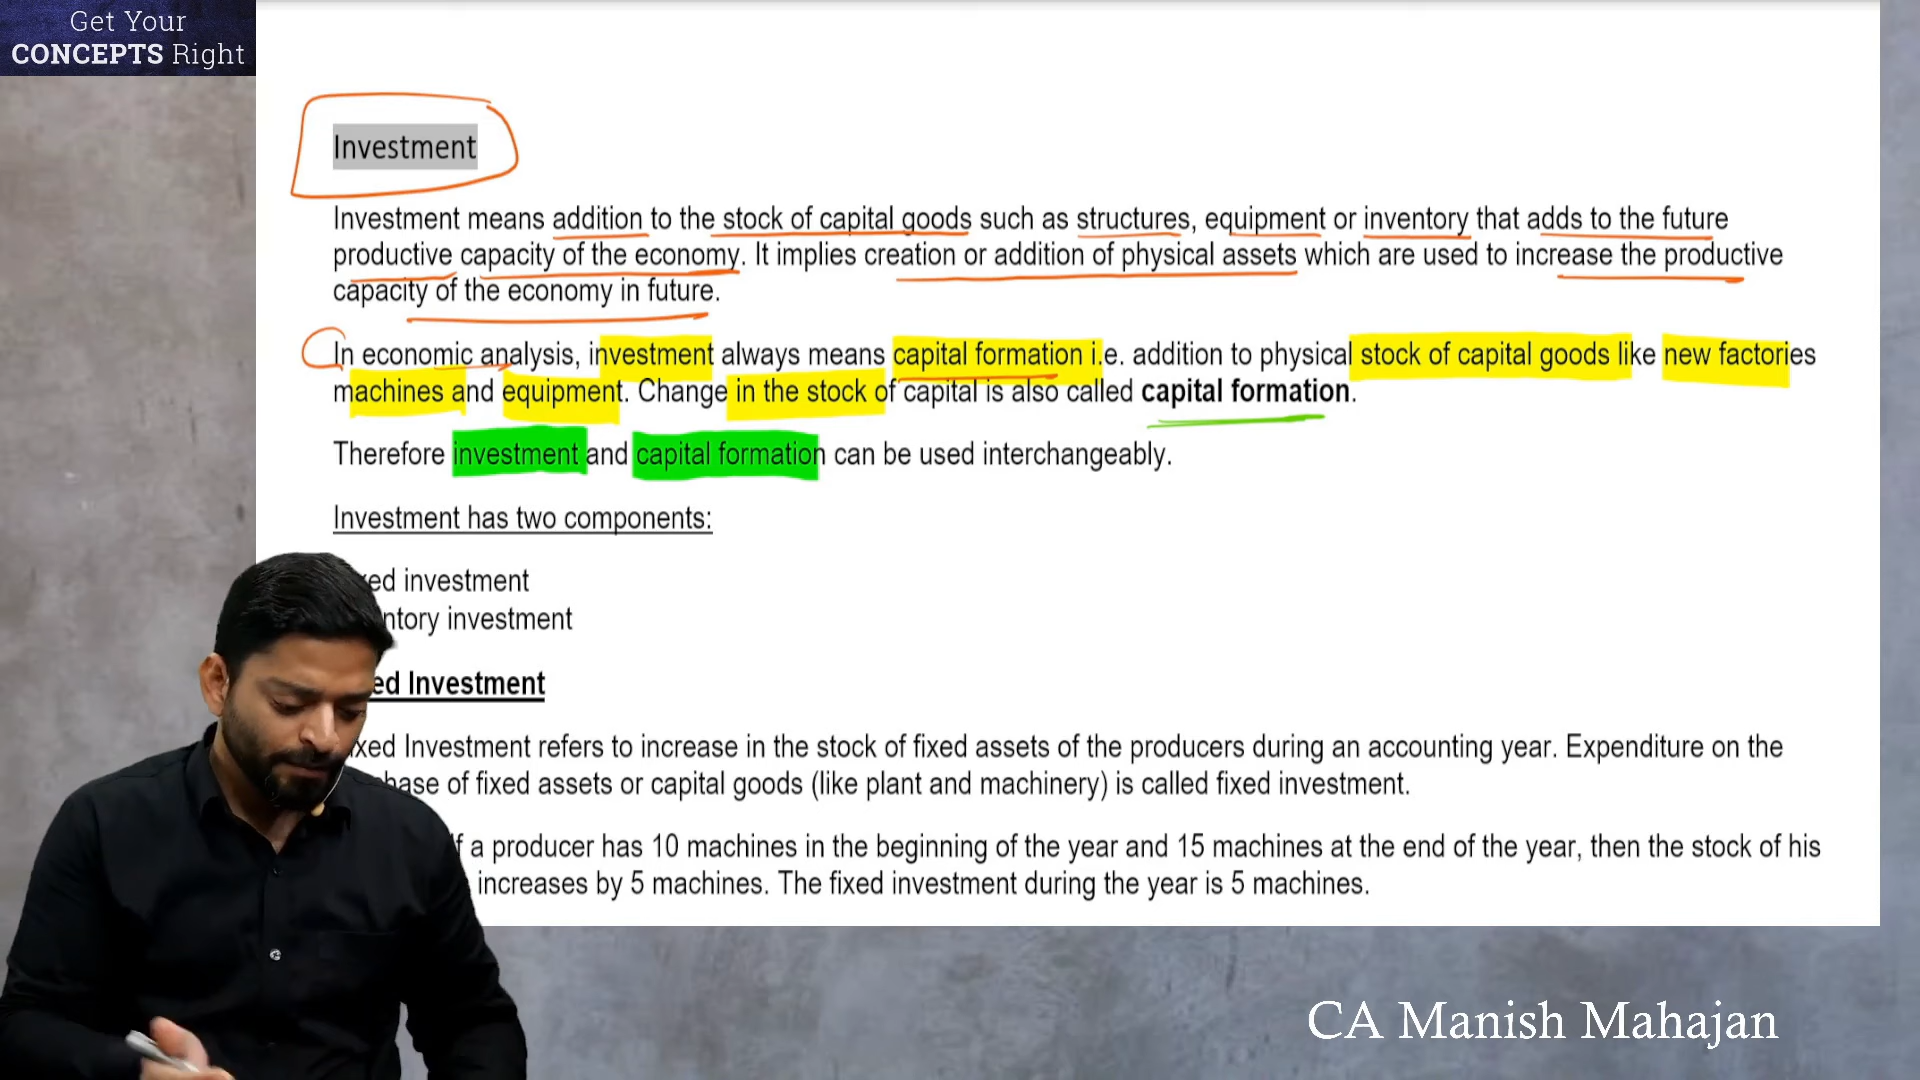 Get Your
CONCEPTS Right
Investment
Investment means addition to the stock of capital goods such as structures, equipment or inventory that adds to the future
productive capacity of the economy. It implies creation or addition of physical assets which are used to increase the productive
capacity of the economy in future.
In economic analysis, investment always means capital formation i.e. addition to physical stock of capital goods like new factories
machines and equipment. Change in the stock of capital is also called capital formation.
Therefore investment and capital formation can be used interchangeably.
Investment has two components:
investment
investment
Investment
Investment refers to increase in the stock of fixed assets of the producers during an accounting year. Expenditure on the
of fixed assets or capital goods (like plant and machinery) is called fixed investment.
a producer has 10 machines in the beginning of the year and 15 machines at the end of the year, then the stock of his
increases by 5 machines. The fixed investment during the year is 5 machines.
CA Manish Mahajan